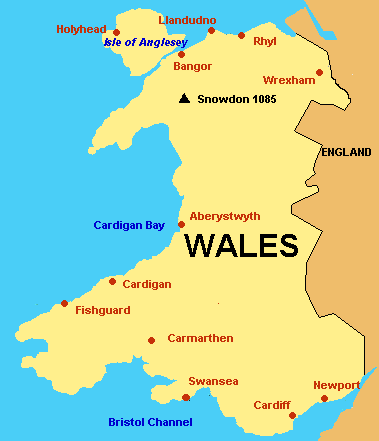 Llandudno
Holyhead
Isle of Anglesey
Rhyl
Bangor
Wrexham
Snowdon 1085
ENGLAND
Aberystwyth
Cardigan Bay
WALES
Cardigan
Fishguard
Carmarthen
Swansea
Newport
Cardiff
Bristol Channel